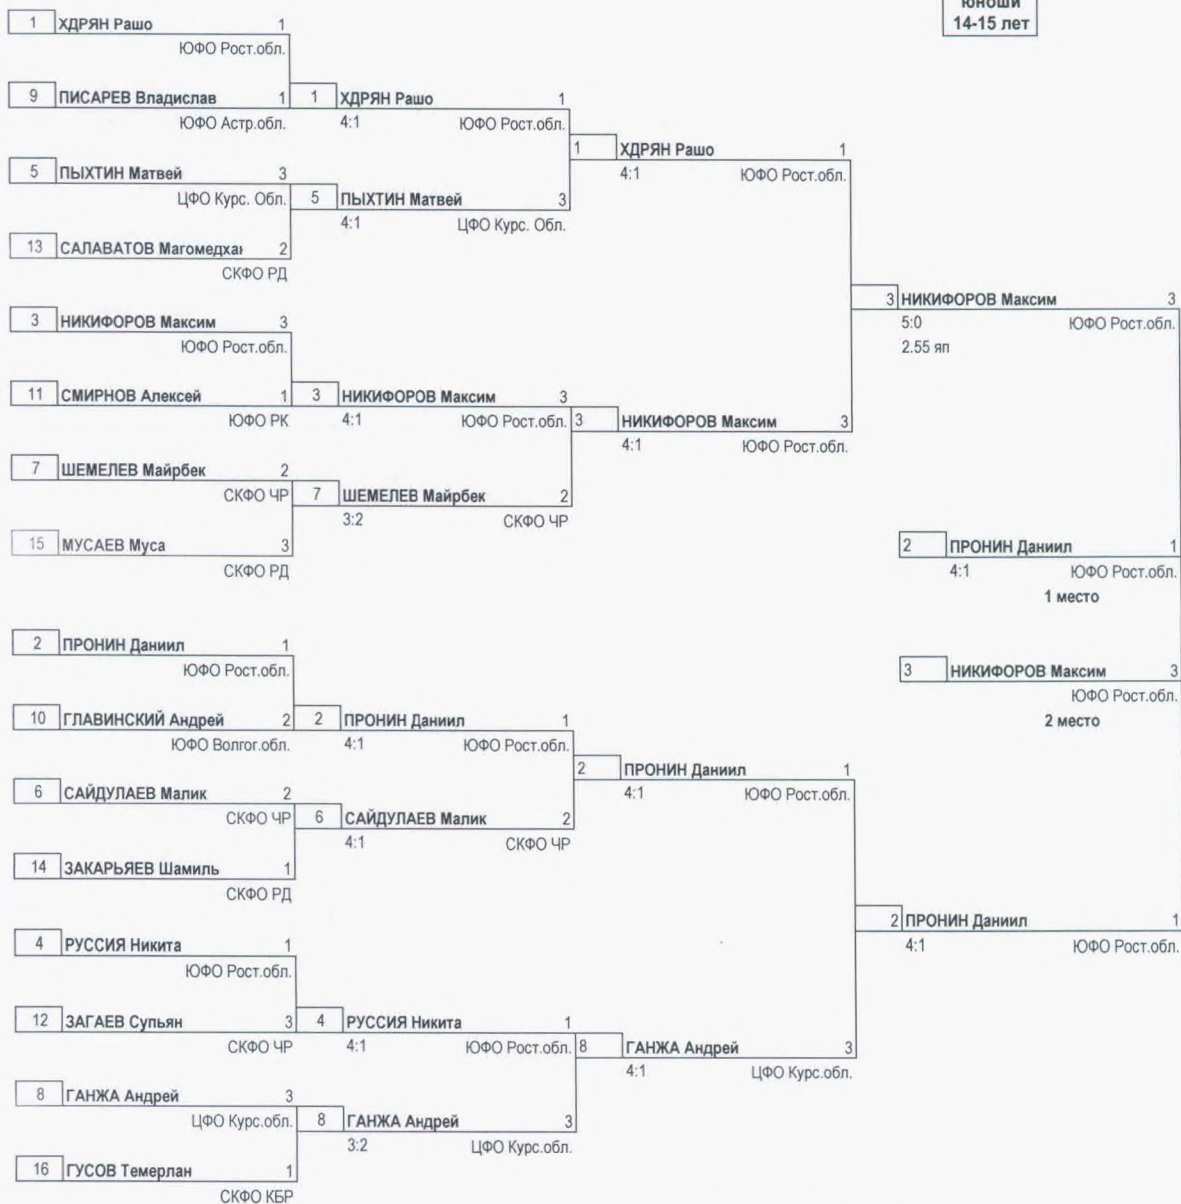 юноши
14-15 лет
1 ХДРЯН Рашо 1
ЮФО Рост.обл.
9 ПИСАРЕВ Владислав 1
ЮФО Астр.обл.
1 ХДРЯН Рашо 1
4:1 ЮФО Рост.обл.
1 ХДРЯН Рашо 1
4:1 ЮФО Рост.обл.
5 ПЫХТИН Матвей 3
ЦФО Курс. Обл.
5 ПЫХТИН Матвей 3
4:1 ЦФО Курс. Обл.
13 САЛАВАТОВ Магомедхан 2
СКФО РД
3 НИКИФОРОВ Максим 3
5:0 ЮФО Рост.обл.
2.55 яп
3 НИКИФОРОВ Максим 3
ЮФО Рост.обл.
11 СМИРНОВ Алексей 1
ЮФО РК
3 НИКИФОРОВ Максим 3
4:1 ЮФО Рост.обл.
3 НИКИФОРОВ Максим 3
4:1 ЮФО Рост.обл.
7 ШЕМЕЛЕВ Майрбек 2
СКФО ЧР
7 ШЕМЕЛЕВ Майрбек 2
3:2 СКФО ЧР
15 МУСАЕВ Муса 3
СКФО РД
2 ПРОНИН Даниил 1
4:1 ЮФО Рост.обл.
1 место
2 ПРОНИН Даниил 1
ЮФО Рост.обл.
3 НИКИФОРОВ Максим 3
ЮФО Рост.обл.
2 место
10 ГЛАВИНСКИЙ Андрей 2
ЮФО Волгог.обл.
2 ПРОНИН Даниил 1
4:1 ЮФО Рост.обл.
2 ПРОНИН Даниил 1
4:1 ЮФО Рост.обл.
6 САЙДУЛАЕВ Малик 2
СКФО ЧР
6 САЙДУЛАЕВ Малик 2
4:1 СКФО ЧР
14 ЗАКАРЬЯЕВ Шамиль 1
СКФО РД
2 ПРОНИН Даниил 1
4:1 ЮФО Рост.обл.
4 РУССИЯ Никита 1
ЮФО Рост.обл.
12 ЗАГАЕВ Супьян 3
СКФО ЧР
4 РУССИЯ Никита 1
4:1 ЮФО Рост.обл.
8 ГАНЖА Андрей 3
4:1 ЦФО Курс.обл.
8 ГАНЖА Андрей 3
ЦФО Курс.обл.
8 ГАНЖА Андрей 3
3:2 ЦФО Курс.обл.
16 ГУСОВ Темерлан 1
СКФО КБР